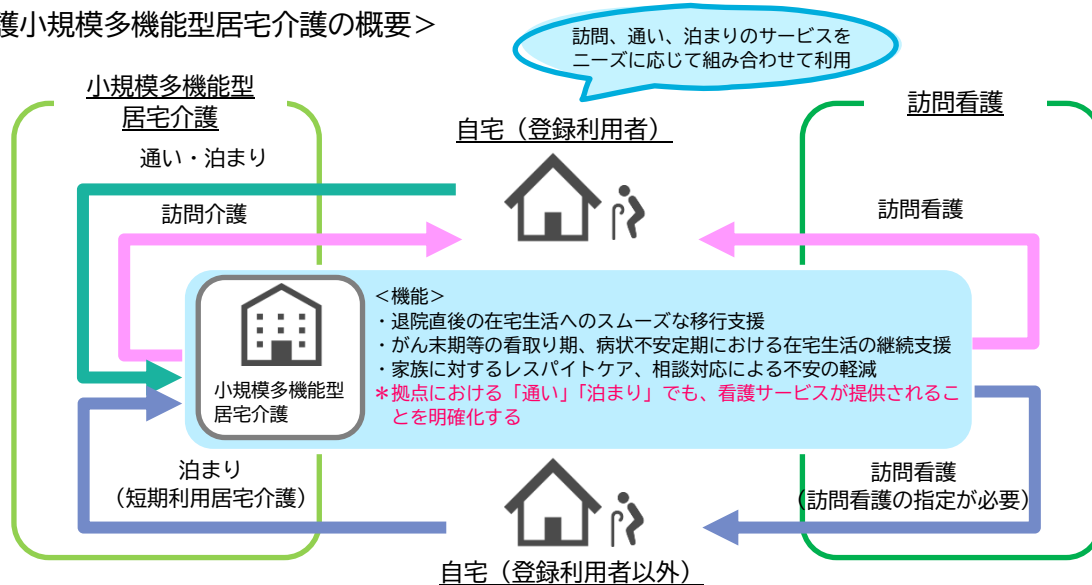 護小規模多機能型居宅介護の概要＞
訪問、通い、泊まりのサービスを
ニーズに応じて組み合わせて利用
小規模多機能型
居宅介護
訪問看護
自宅（登録利用者）
通い・泊まり
訪問介護
訪問看護
＜機能＞
・退院直後の在宅生活へのスムーズな移行支援
・がん末期等の看取り期、病状不安定期における在宅生活の継続支援
・家族に対するレスパイトケア、相談対応による不安の軽減
＊拠点における「通い」「泊まり」でも、看護サービスが提供されるこ
とを明確化する
小規模多機能型
居宅介護
泊まり
（短期利用居宅介護）
訪問看護
（訪問看護の指定が必要）
自宅（登録利用者以外）